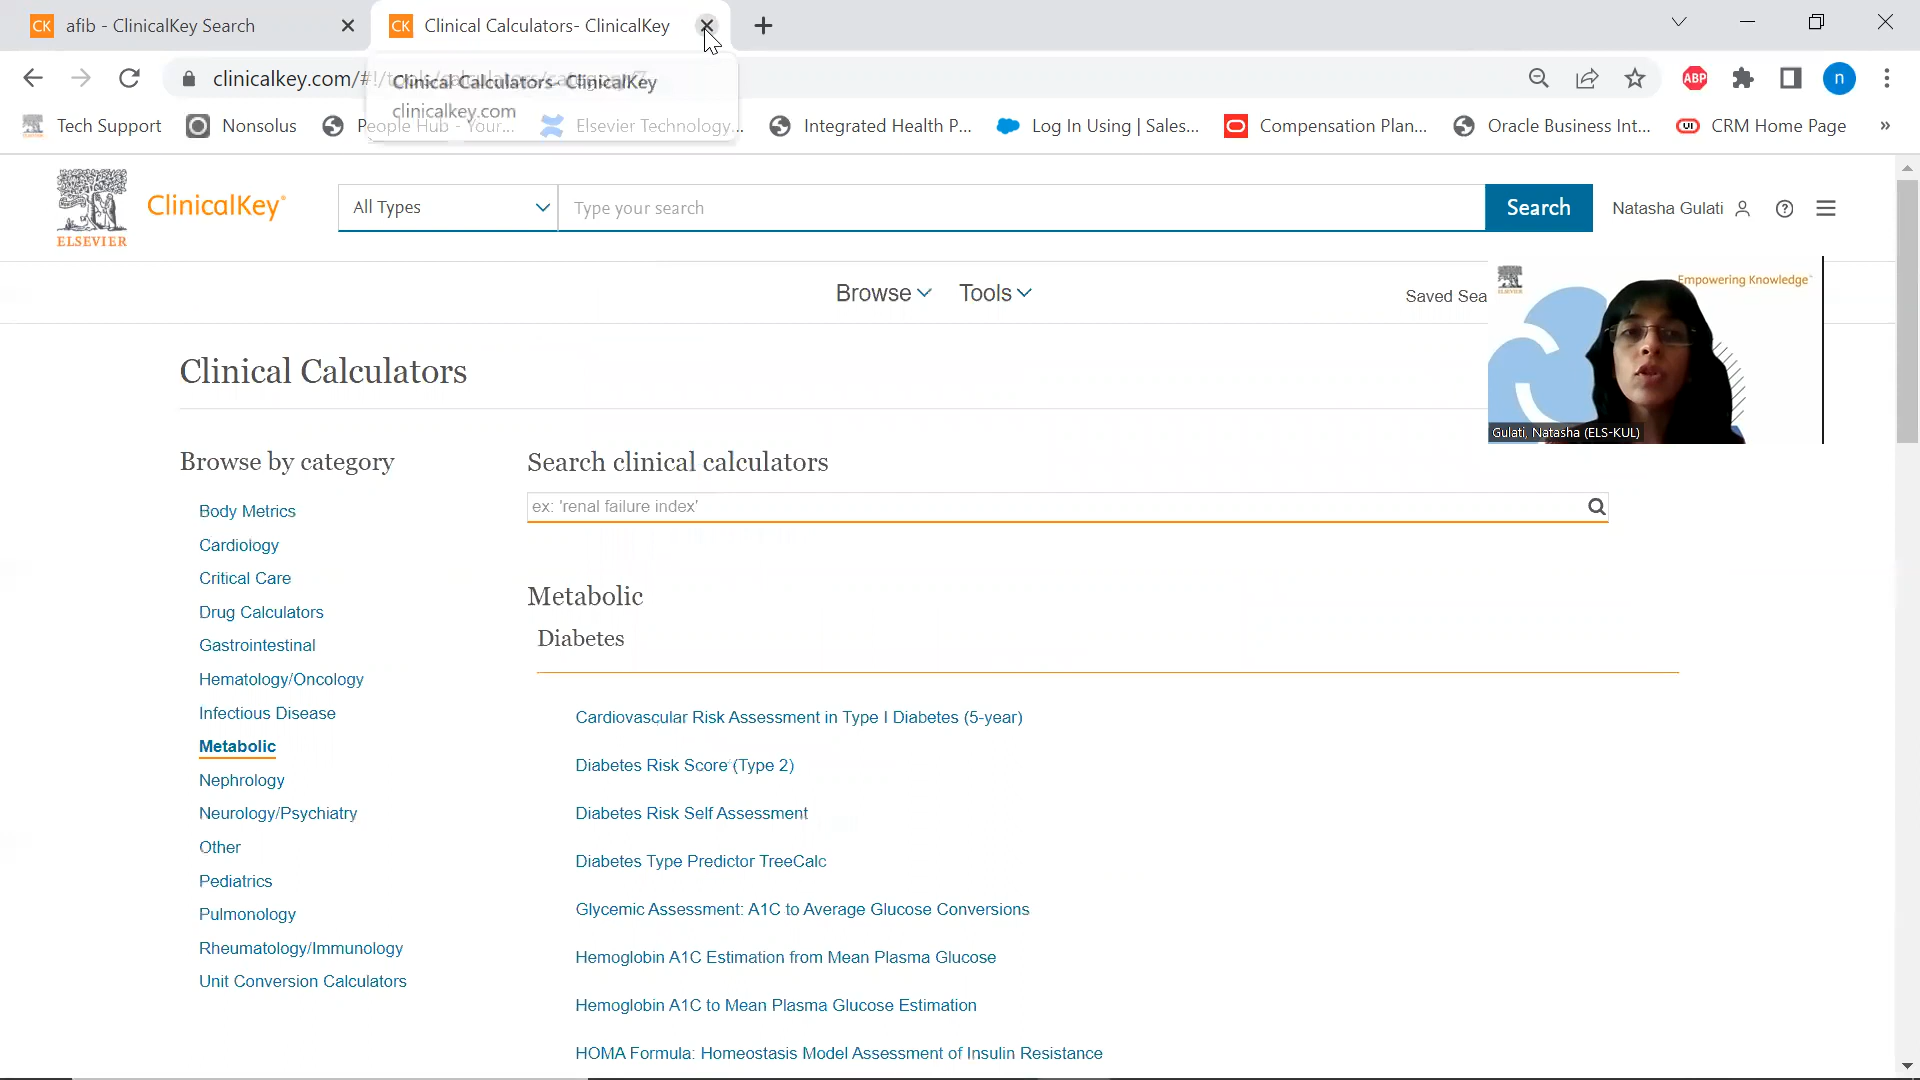 afib - ClinicalKey Search
Clinical Calculators- ClinicalKey
clinicalkey.com/#!/
Clinical Calculators- ClinicalKey
clinicalkey.com
ABP
n
Tech Support
Nonsolus
People Hub - Your...
Elsevier Technology...
Integrated Health P...
Log In Using | Sales...
Compensation Plan...
Oracle Business Int...
UI
CRM Home Page
»
ELSEVIER
ClinicalKey®
All Types
Type your search
Search
Natasha Gulati
Browse
Tools
Saved Sea
Empowering Knowledge™
Gulati, Natasha (ELS-KUL)
Clinical Calculators
Browse by category
Body Metrics
Cardiology
Critical Care
Drug Calculators
Gastrointestinal
Hematology/Oncology
Infectious Disease
Metabolic
Nephrology
Neurology/Psychiatry
Other
Pediatrics
Pulmonology
Rheumatology/Immunology
Unit Conversion Calculators
Search clinical calculators
ex: 'renal failure index'
Metabolic
Diabetes
Cardiovascular Risk Assessment in Type I Diabetes (5-year)
Diabetes Risk Score (Type 2)
Diabetes Risk Self Assessment
Diabetes Type Predictor TreeCalc
Glycemic Assessment: A1C to Average Glucose Conversions
Hemoglobin A1C Estimation from Mean Plasma Glucose
Hemoglobin A1C to Mean Plasma Glucose Estimation
HOMA Formula: Homeostasis Model Assessment of Insulin Resistance